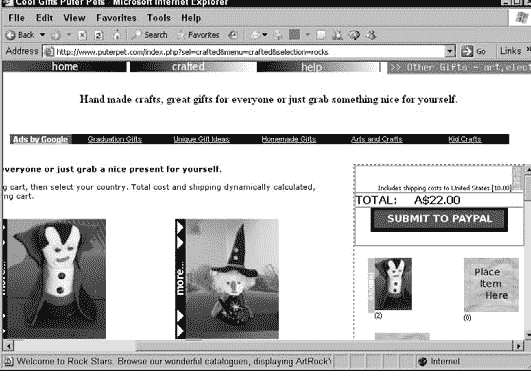 Cool Gifts Puter Pets - Microsoft Internet Explorer
File Edit View Favorites Tools Help
Back Search Favorites
Address http://www.puterpet.com/index.php?sel=crafted&menu=crafted&selection=rocks Go Links »
home crafted help >> Other Gifts - art,elect
Hand made crafts, great gifts for everyone or just grab something nice for yourself.
Ads by Google Graduation Gifts Unique Gift Ideas Homemade Gifts Arts and Crafts Kid Crafts
veryone or just grab a nice present for yourself.
g cart, then select your country. Total cost and shipping dynamically calculated,
ng cart.
Includes shipping costs to United States [10.00]
TOTAL: A$22.00
SUBMIT TO PAYPAL
more...
more...
Place
Item
Here
(2) (0)
Welcome to Rock Stars. Browse our wonderful catalogues, displaying ArtRock' Internet